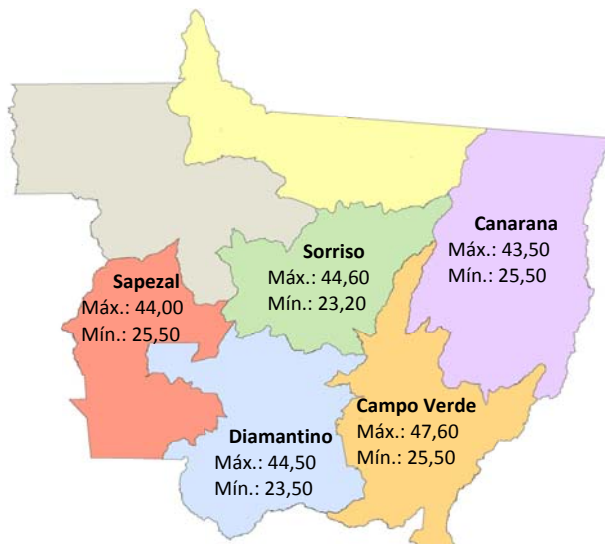 Canarana
Máx.: 43,50
Mín.: 25,50
Sorriso
Máx.: 44,60
Mín.: 23,20
Sapezal
Máx.: 44,00
Mín.: 25,50
Campo Verde
Máx.: 47,60
Mín.: 25,50
Diamantino
Máx.: 44,50
Mín.: 23,50